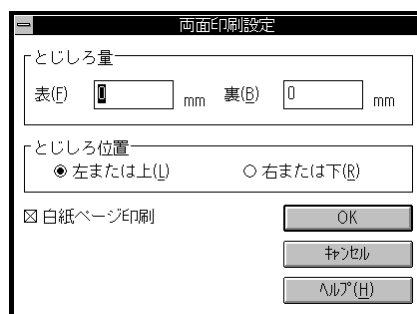 両面印刷設定
とじしろ量
表(F) 0 mm 裏(B) 0 mm
とじしろ位置
左または上(L) 右または下(R)
白紙ページ印刷
OK
ｷｬﾝｾﾙ
ﾍﾙﾌﾟ(H)